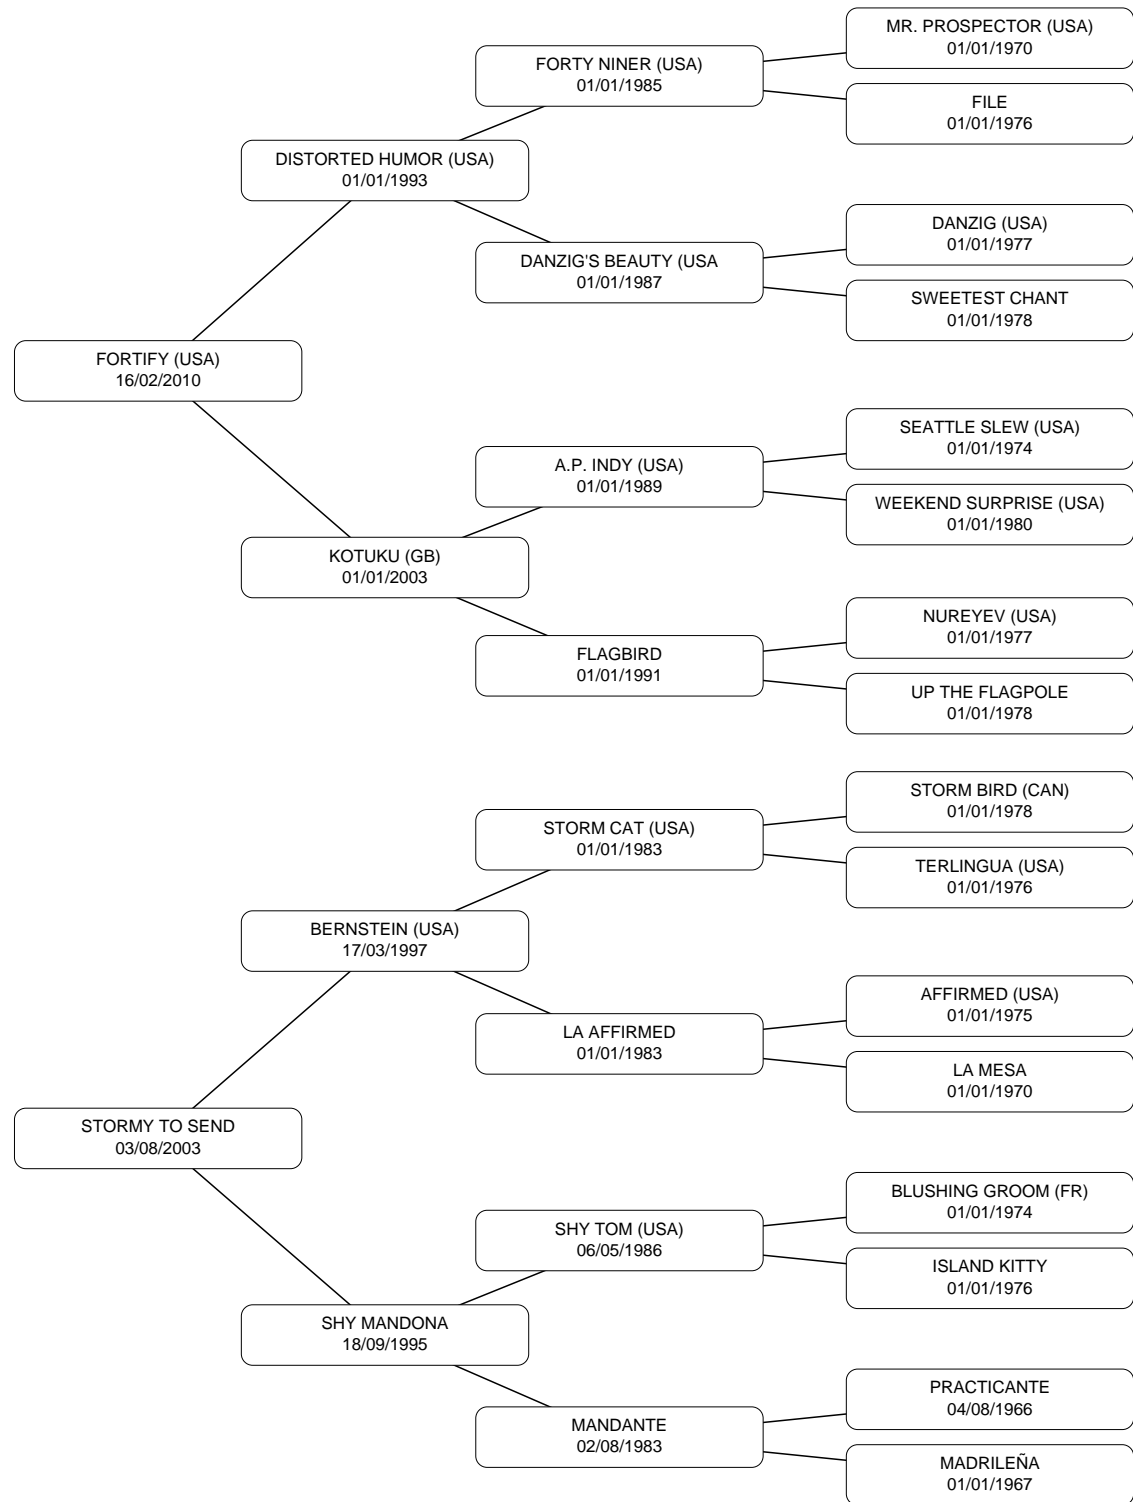 MR. PROSPECTOR (USA)
01/01/1970
FORTY NINER (USA)
01/01/1985
FILE
01/01/1976
DISTORTED HUMOR (USA)
01/01/1993
DANZIG (USA)
01/01/1977
DANZIG'S BEAUTY (USA
01/01/1987
SWEETEST CHANT
01/01/1978
FORTIFY (USA)
16/02/2010
SEATTLE SLEW (USA)
01/01/1974
A.P. INDY (USA)
01/01/1989
WEEKEND SURPRISE (USA)
01/01/1980
KOTUKU (GB)
01/01/2003
NUREYEV (USA)
01/01/1977
FLAGBIRD
01/01/1991
UP THE FLAGPOLE
01/01/1978
STORM BIRD (CAN)
01/01/1978
STORM CAT (USA)
01/01/1983
TERLINGUA (USA)
01/01/1976
BERNSTEIN (USA)
17/03/1997
AFFIRMED (USA)
01/01/1975
LA AFFIRMED
01/01/1983
LA MESA
01/01/1970
STORMY TO SEND
03/08/2003
BLUSHING GROOM (FR)
01/01/1974
SHY TOM (USA)
06/05/1986
ISLAND KITTY
01/01/1976
SHY MANDONA
18/09/1995
PRACTICANTE
04/08/1966
MANDANTE
02/08/1983
MADRILEÑA
01/01/1967